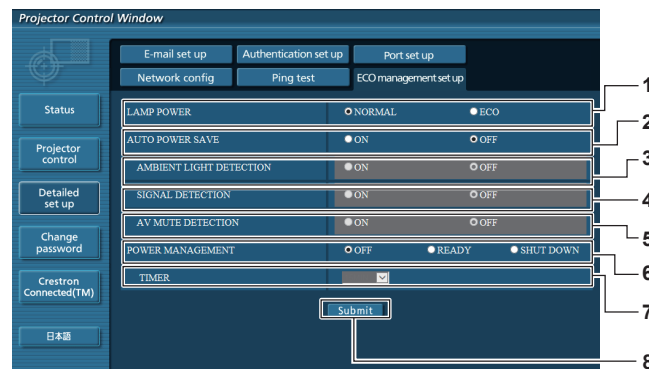 Projector Control Window
E-mail set up Authentication set up Port set up
Network config Ping test ECO management set up
Status
Projector control
Detailed set up
Change password
Crestron Connected(TM)
日本語
LAMP POWER NORMAL ECO 1
AUTO POWER SAVE ON OFF 2
AMBIENT LIGHT DETECTION ON OFF 3
SIGNAL DETECTION ON OFF 4
AV MUTE DETECTION ON OFF 5
POWER MANAGEMENT OFF READY SHUT DOWN 6
TIMER 7
Submit 8